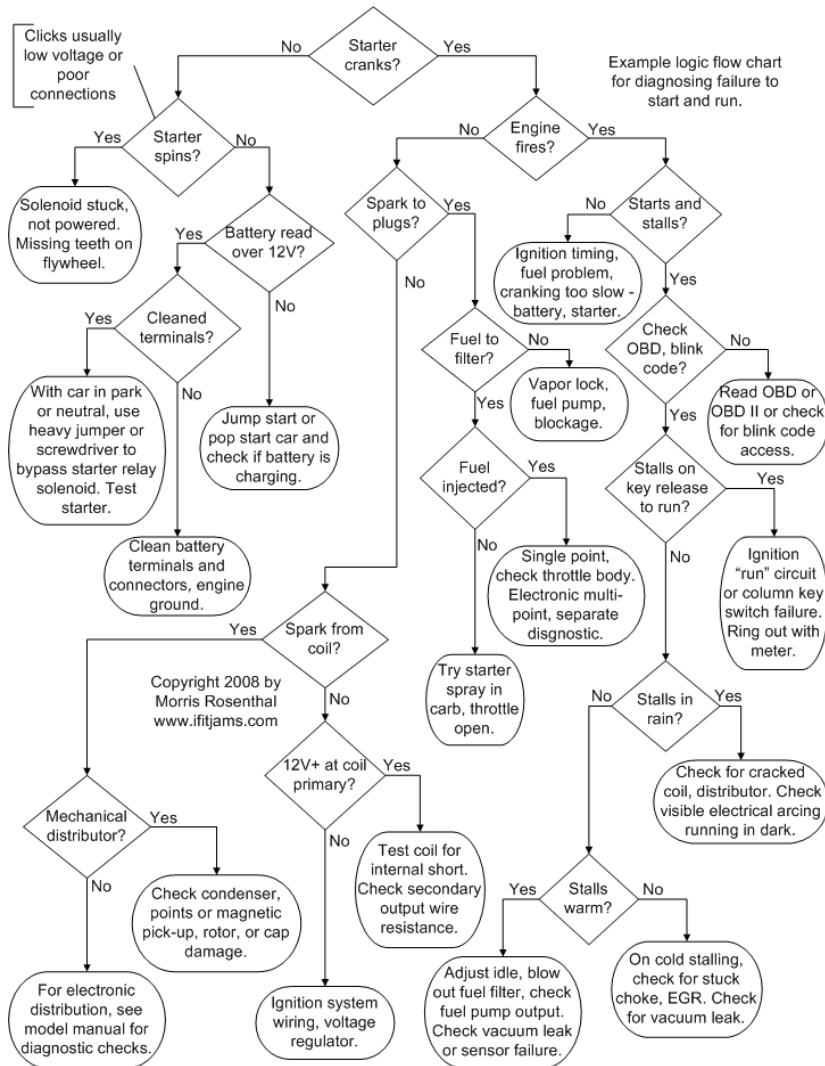 Clicks usually
low voltage or
poor
connections
No
Starter
cranks?
Yes
Example logic flow chart
for diagnosing failure to
start and run.
Yes
Starter
spins?
No
No
Engine
fires?
Yes
Solenoid stuck,
not powered.
Missing teeth on
flywheel.
Yes
Battery read
over 12V?
No
Spark to
plugs?
Yes
No
No
Starts and
stalls?
Yes
Ignition timing,
fuel problem,
cranking too slow -
battery, starter.
Yes
Cleaned
terminals?
No
Fuel to
filter?
No
Yes
Check
OBD, blink
code?
No
Yes
With car in park
or neutral, use
heavy jumper or
screwdriver to
bypass starter relay
solenoid. Test
starter.
Jump start or
pop start car and
check if battery is
charging.
Vapor lock,
fuel pump,
blockage.
Read OBD or
OBD II or check
for blink code
access.
Fuel
injected?
Yes
No
Stalls on
key release
to run?
Yes
No
Clean battery
terminals and
connectors, engine
ground.
Single point,
check throttle body.
Electronic multi-
point, separate
disgnostic.
Ignition
“run” circuit
or column key
switch failure.
Ring out with
meter.
Yes
Spark from
coil?
No
Try starter
spray in
carb, throttle
open.
No
Stalls in
rain?
Yes
Copyright 2008 by
Morris Rosenthal
www.ifitjams.com
12V+ at coil
primary?
Yes
No
Check for cracked
coil, distributor. Check
visible electrical arcing
running in dark.
Mechanical
distributor?
Yes
No
Test coil for
internal short.
Check secondary
output wire
resistance.
Check condenser,
points or magnetic
pick-up, rotor, or cap
damage.
Yes
Stalls
warm?
No
For electronic
distribution, see
model manual for
diagnostic checks.
Ignition system
wiring, voltage
regulator.
Adjust idle, blow
out fuel filter, check
fuel pump output.
Check vacuum leak
or sensor failure.
On cold stalling,
check for stuck
choke, EGR. Check
for vacuum leak.